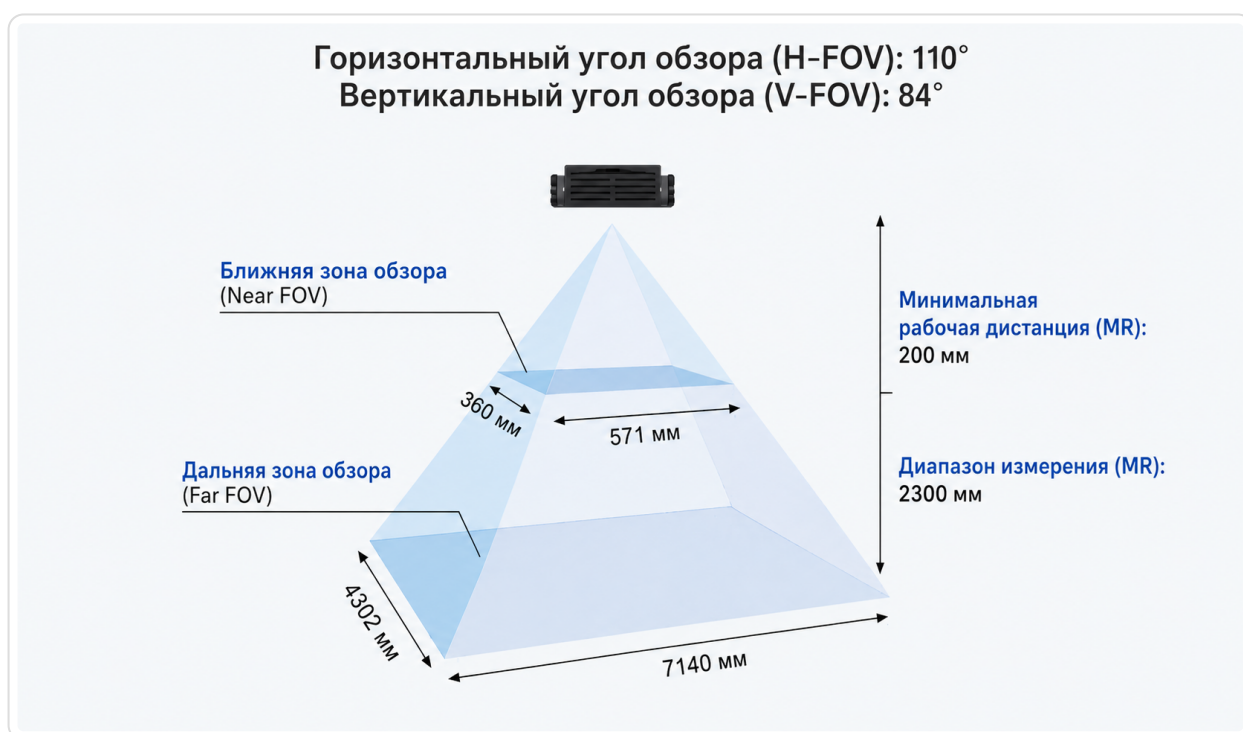 Горизонтальный угол обзора (H-FOV): 110°
Вертикальный угол обзора (V-FOV): 84°
Ближняя зона обзора
(Near FOV)
Минимальная
рабочая дистанция (MR):
200 мм
360 мм
571 мм
Дальняя зона обзора
(Far FOV)
Диапазон измерения (MR):
2300 мм
4302 мм
7140 мм